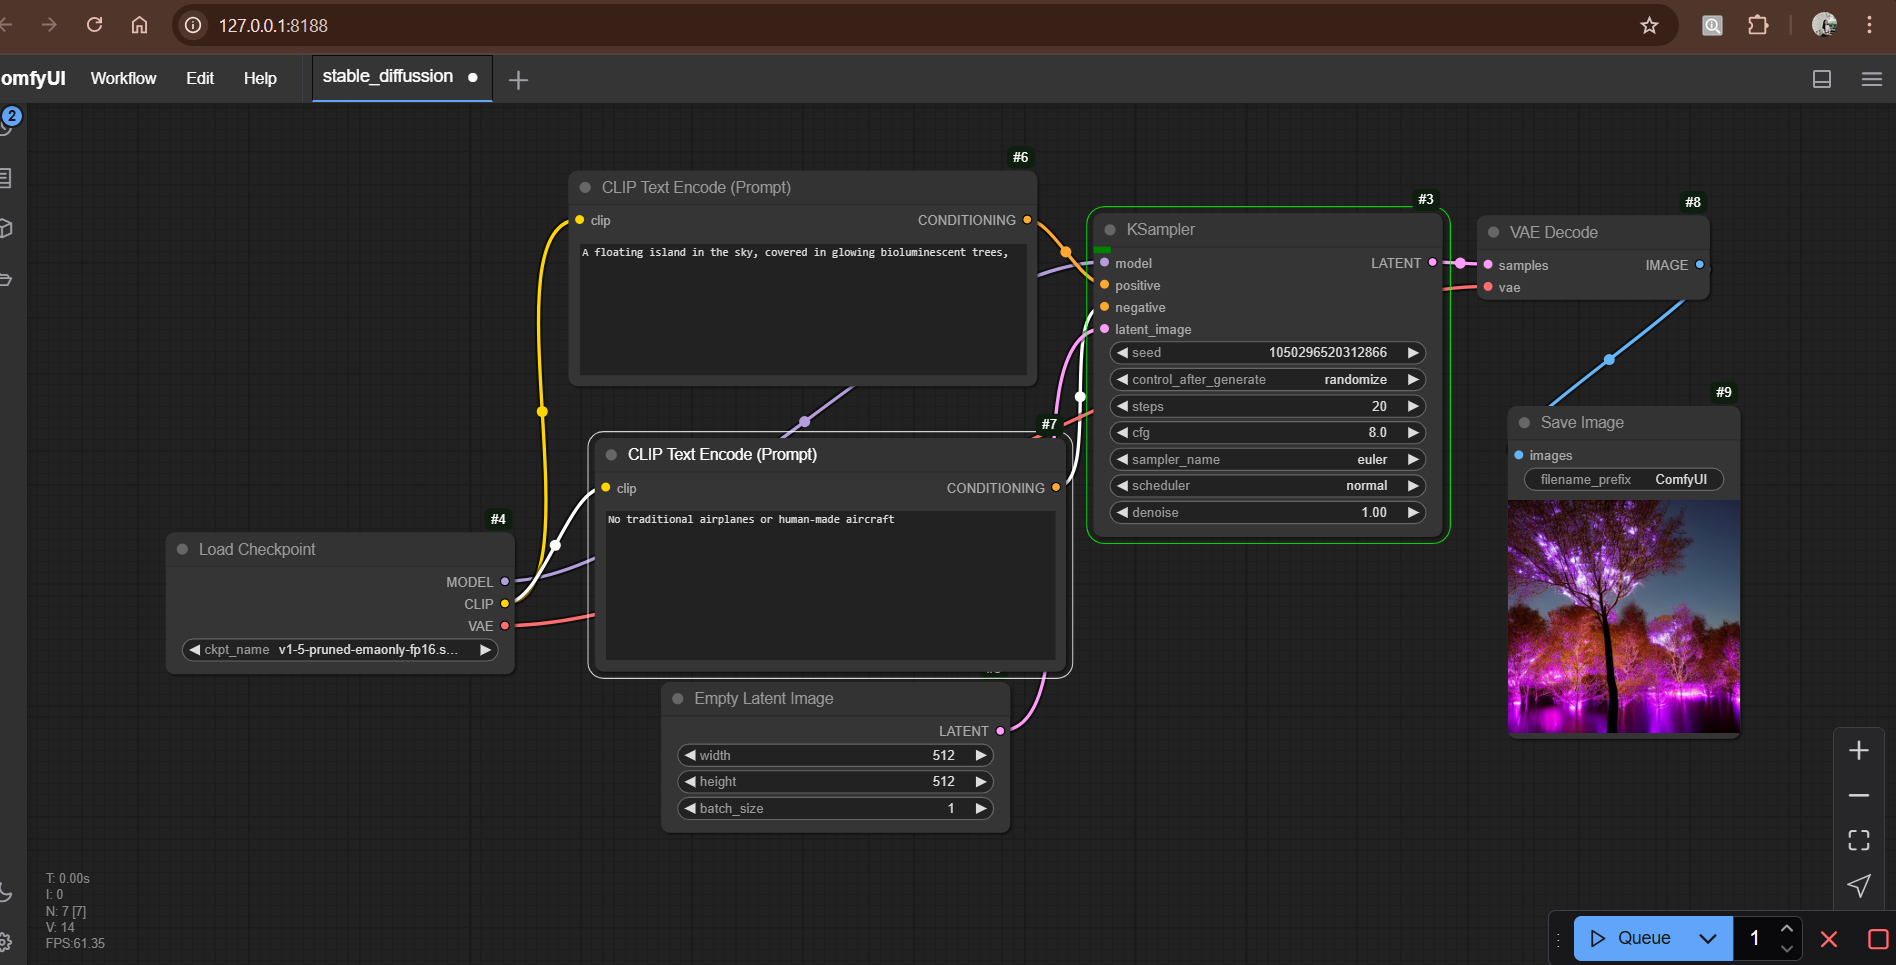 127.0.0.1:8188
omfyUI
Workflow
Edit
Help
stable_diffussion
2
#6
CLIP Text Encode (Prompt)
clip
CONDITIONING
A floating island in the sky, covered in glowing bioluminescent trees,
#3
KSampler
model
LATENT
positive
negative
latent_image
seed 1050296520312866
control_after_generate randomize
steps 20
cfg 8.0
sampler_name euler
scheduler normal
denoise 1.00
#8
VAE Decode
samples
IMAGE
vae
#9
Save Image
images
filename_prefix ComfyUI
#7
CLIP Text Encode (Prompt)
clip
CONDITIONING
No traditional airplanes or human-made aircraft
#4
Load Checkpoint
MODEL
CLIP
VAE
ckpt_name v1-5-pruned-emaonly-fp16.s...
Empty Latent Image
LATENT
width 512
height 512
batch_size 1
T: 0.00s
I: 0
N: 7 [7]
V: 14
FPS:61.35
Queue
1